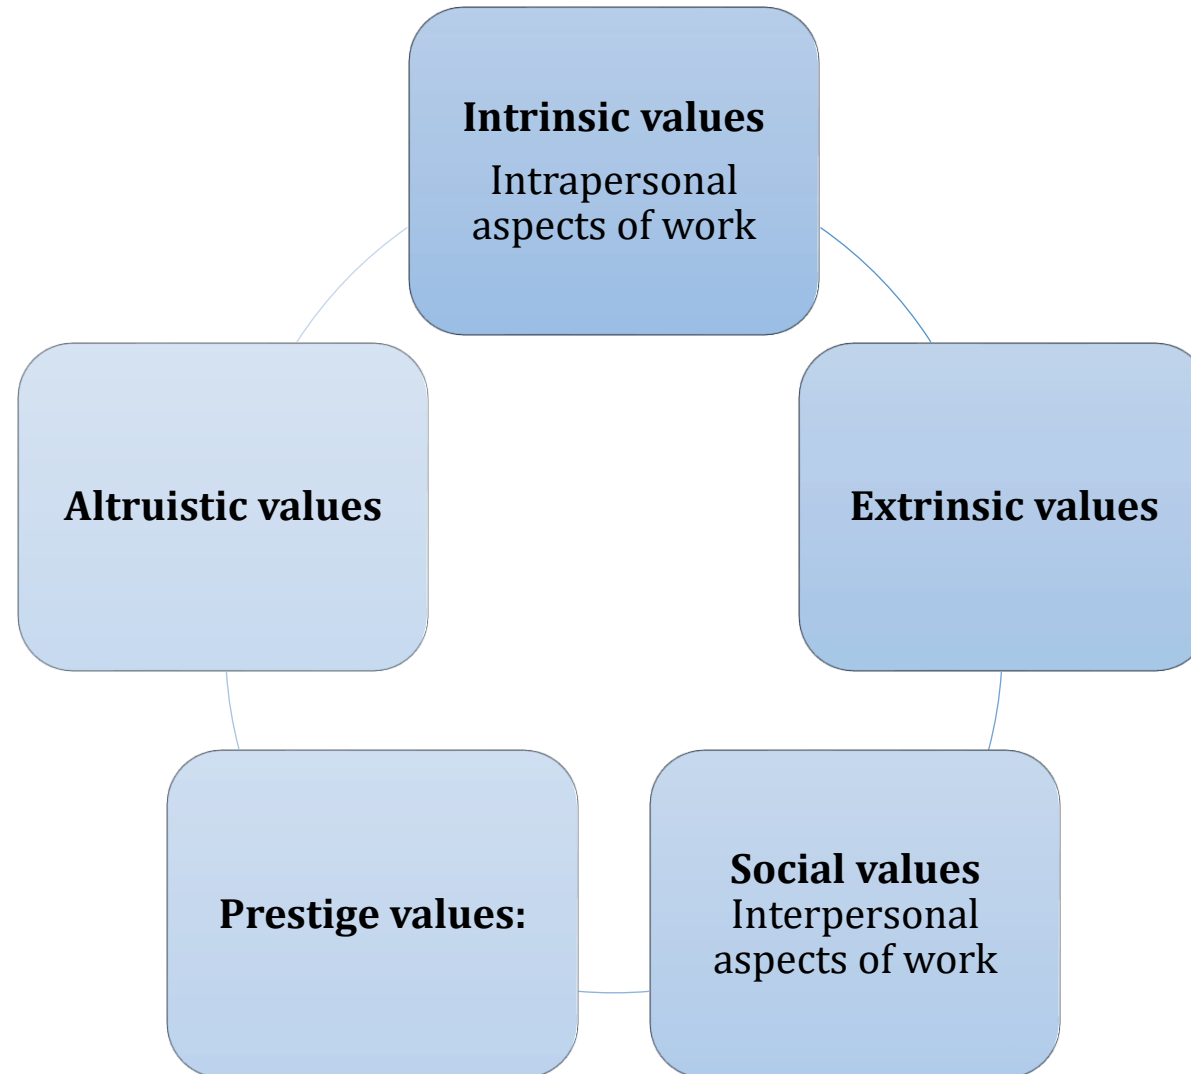 Intrinsic values
Intrapersonal
aspects of work
Altruistic values
Extrinsic values
Prestige values:
Social values
Interpersonal
aspects of work